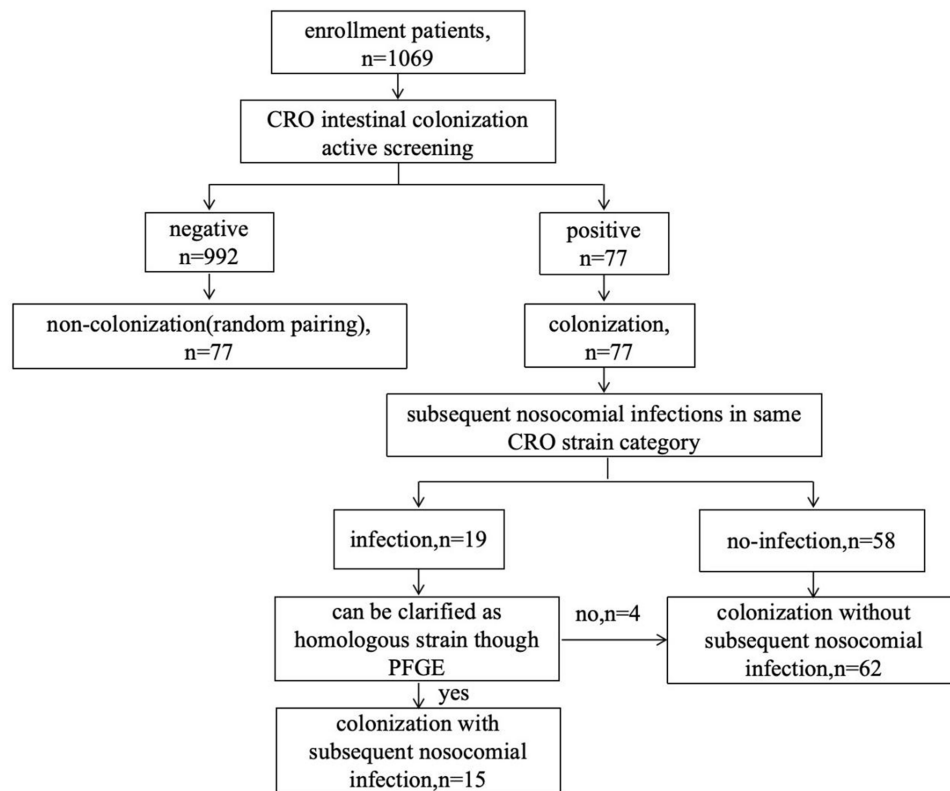 enrollment patients,
n=1069
CRO intestinal colonization
active screening
negative
n=992
positive
n=77
non-colonization(random pairing),
n=77
colonization,
n=77
subsequent nosocomial infections in same
CRO strain category
infection,n=19
no-infection,n=58
can be clarified as
homologous strain though
PFGE
no,n=4
colonization without
subsequent nosocomial
infection,n=62
yes
colonization with
subsequent nosocomial
infection,n=15